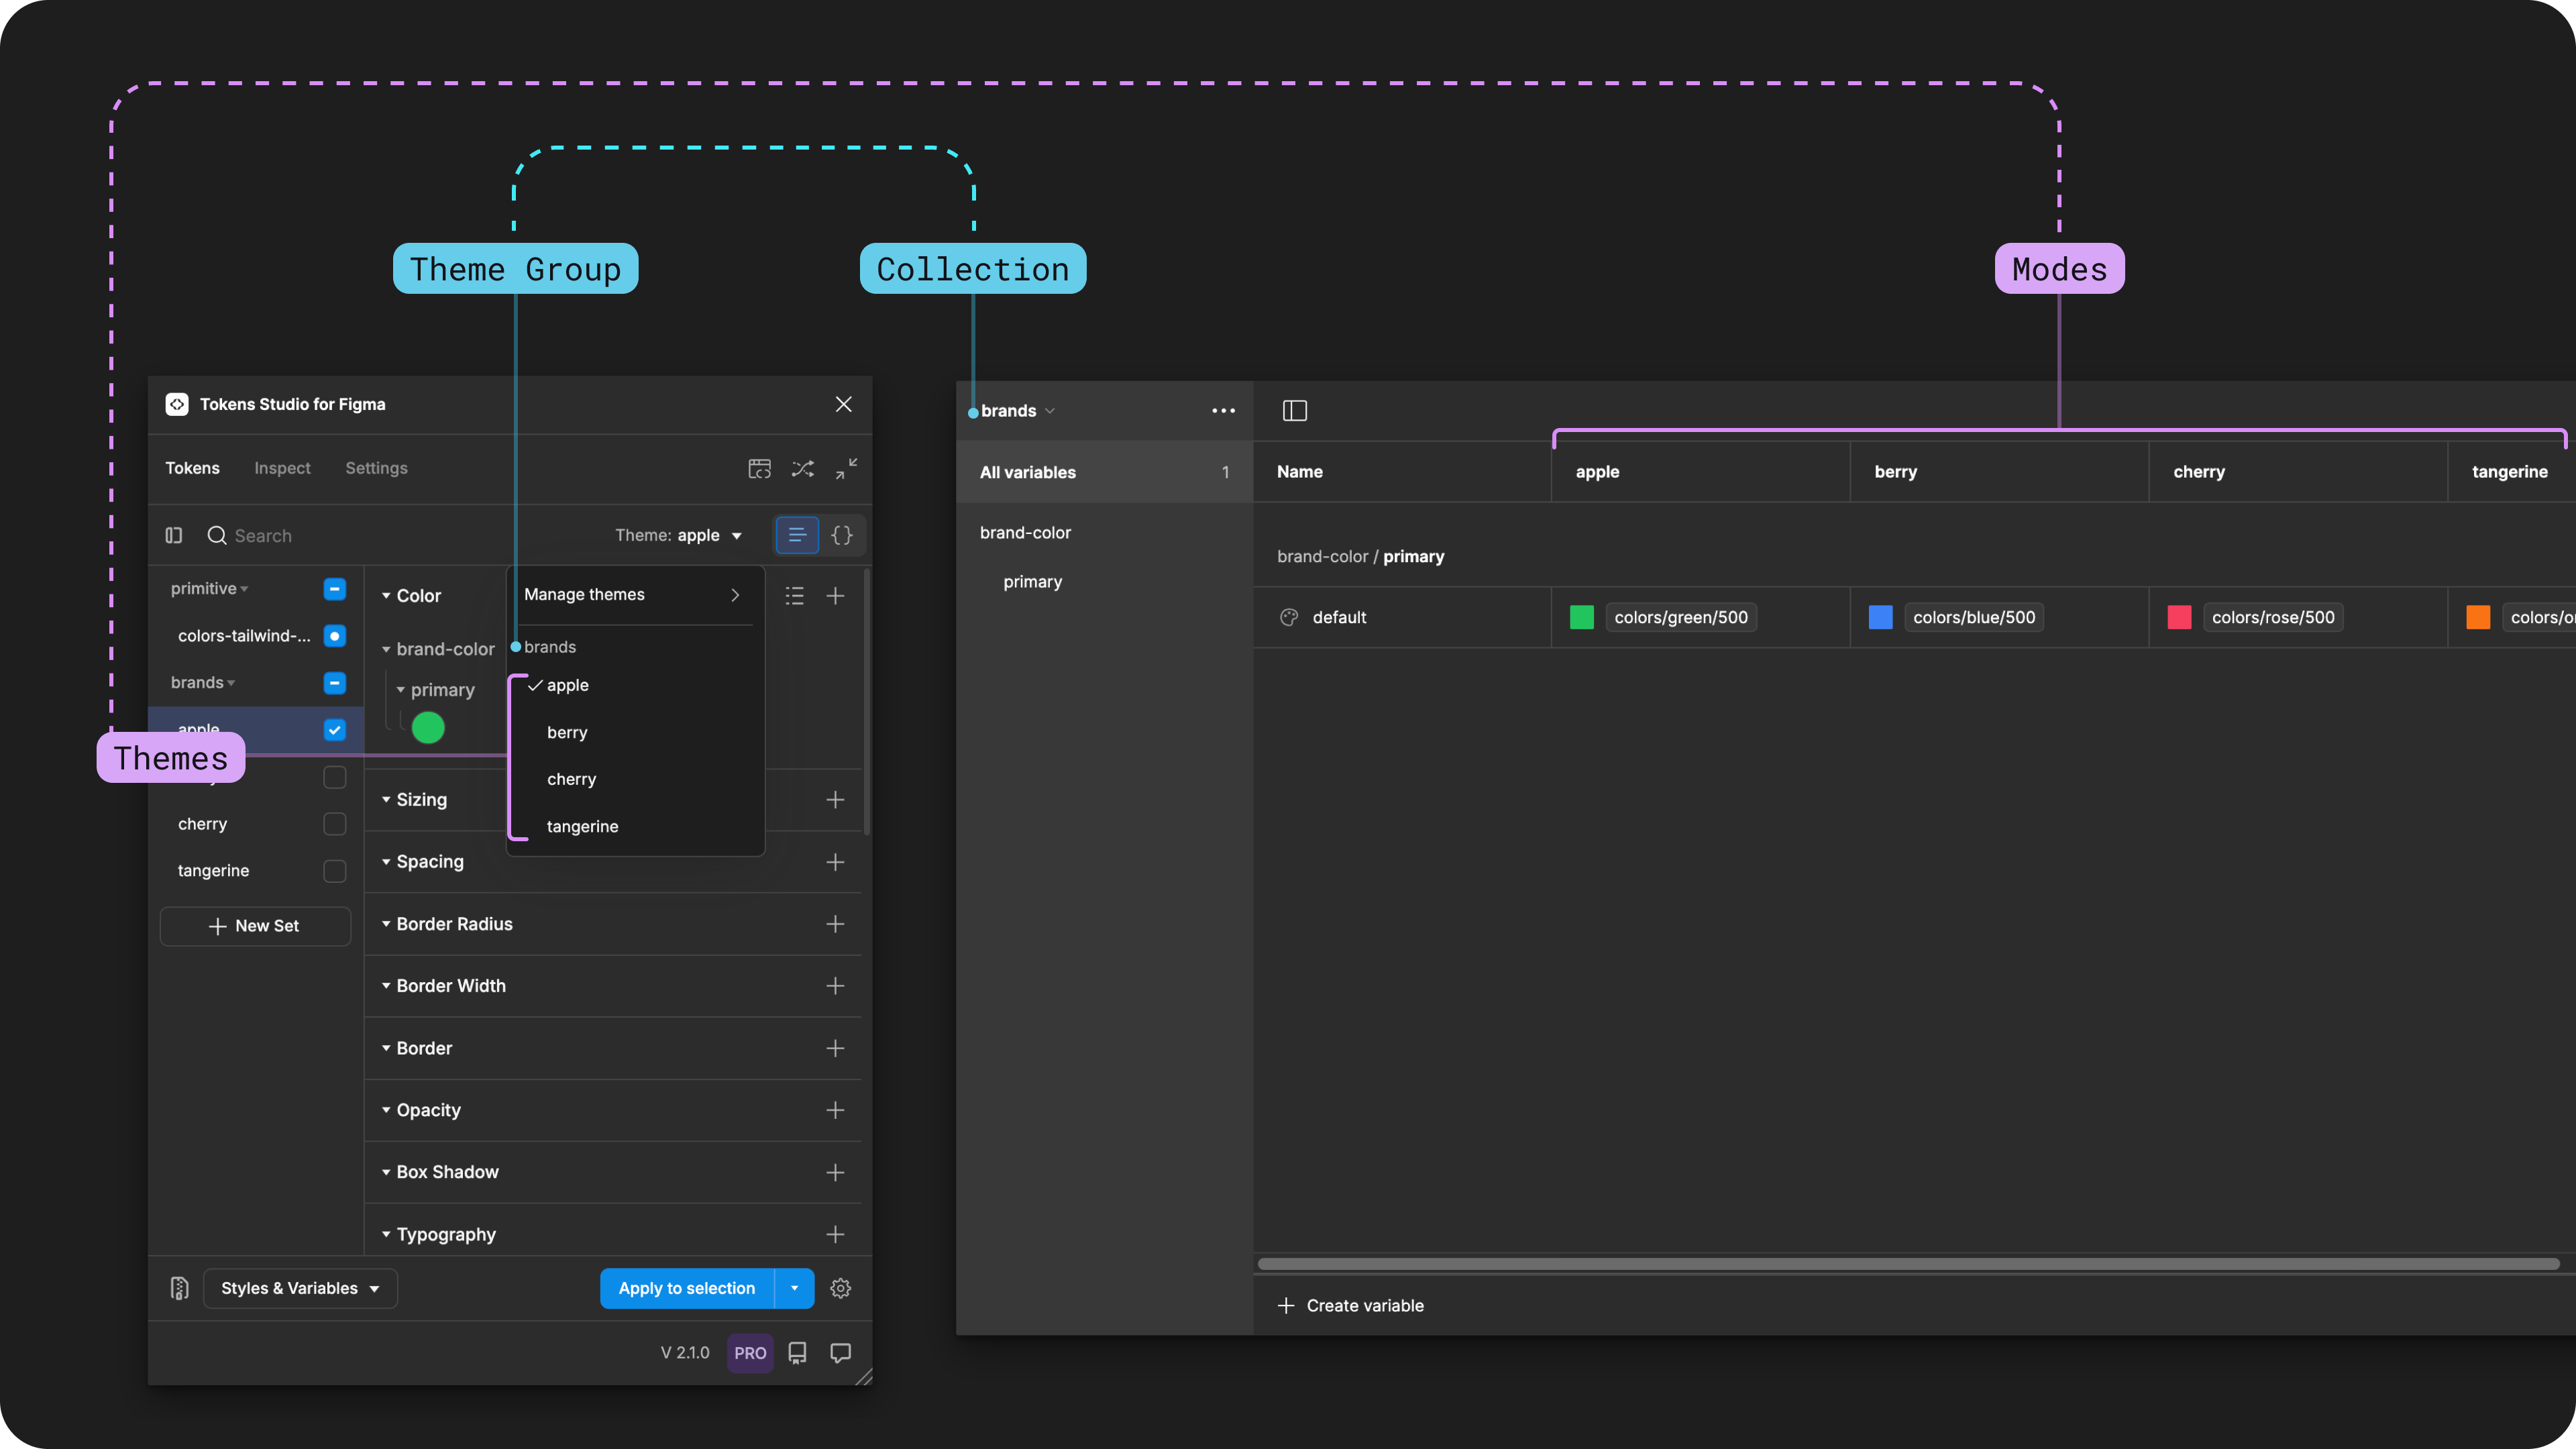 Theme Group
Collection
Modes
Tokens Studio for Figma
Tokens
Inspect
Settings
Search
Theme: apple
primitive
colors-tailwind-...
brands
apple
Themes
cherry
tangerine
New Set
Color
brand-color
primary
Sizing
Spacing
Border Radius
Border Width
Border
Opacity
Box Shadow
Typography
Manage themes
brands
apple
berry
cherry
tangerine
Styles & Variables
Apply to selection
V 2.1.0
PRO
brands
All variables 1
brand-color
primary
Name
apple
berry
cherry
tangerine
brand-color / primary
default
colors/green/500
colors/blue/500
colors/rose/500
Create variable